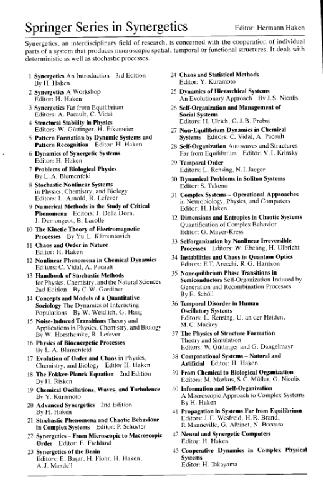 Springer Series in Synergetics
Editor: Hermann Haken
Synergetics, an interdisciplinary field of research, is concerned with the cooperation of individual
parts of a system that produces macroscopic spatial, temporal or functional structures. It deals with
deterministic as well as stochastic processes.
1 Synergetics An Introduction 3rd Edition
By H. Haken
2 Synergetics A Workshop
Editor: H. Haken
3 Synergetics Far from Equilibrium
Editors: A. Pacault, C. Vidal
4 Structural Stability in Physics
Editors: W. Güttinger, H. Eikemeier
5 Pattern Formation by Dynamic Systems and
Pattern Recognition Editor: H. Haken
6 Dynamics of Synergetic Systems
Editor: H. Haken
7 Problems of Biological Physics
By L. A. Blumenfeld
8 Stochastic Nonlinear Systems
in Physics, Chemistry, and Biology
Editors: L. Arnold, R. Lefever
9 Numerical Methods in the Study of Critical
Phenomena Editors: J. Della Dora,
J. Demongeot, B. Lacolle
10 The Kinetic Theory of Electromagnetic
Processes By Yu. L. Klimontovich
11 Chaos and Order in Nature
Editor: H. Haken
12 Nonlinear Phenomena in Chemical Dynamics
Editors: C. Vidal, A. Pacault
13 Handbook of Stochastic Methods
for Physics, Chemistry, and the Natural Sciences
2nd Edition By C. W. Gardiner
14 Concepts and Models of a Quantitative
Sociology The Dynamics of Interacting
Populations By W. Weidlich, G. Haag
15 Noise-Induced Transitions Theory and
Applications in Physics, Chemistry, and Biology
By W. Horsthemke, R. Lefever
16 Physics of Bioenergetic Processes
By L. A. Blumenfeld
17 Evolution of Order and Chaos in Physics,
Chemistry, and Biology Editor: H. Haken
18 The Fokker-Planck Equation 2nd Edition
By H. Risken
19 Chemical Oscillations, Waves, and Turbulence
By Y. Kuramoto
20 Advanced Synergetics 2nd Edition
By H. Haken
21 Stochastic Phenomena and Chaotic Behaviour
in Complex Systems Editor: P. Schuster
22 Synergetics – From Microscopic to Macroscopic
Order Editor: E. Frehland
23 Synergetics of the Brain
Editors: E. Başar, H. Flohr, H. Haken,
A. J. Mandell
24 Chaos and Statistical Methods
Editor: Y. Kuramoto
25 Dynamics of Hierarchical Systems
An Evolutionary Approach By J. S. Nicolis
26 Self-Organization and Management of
Social Systems
Editors: H. Ulrich, G. J. B. Probst
27 Non-Equilibrium Dynamics in Chemical
Systems Editors: C. Vidal, A. Pacault
28 Self-Organization Autowaves and Structures
Far from Equilibrium Editor: V. I. Krinsky
29 Temporal Order
Editors: L. Rensing, N. I. Jaeger
30 Dynamical Problems in Soliton Systems
Editor: S. Takeno
31 Complex Systems – Operational Approaches
in Neurobiology, Physics, and Computers
Editor: H. Haken
32 Dimensions and Entropies in Chaotic Systems
Quantification of Complex Behavior
Editor: G. Mayer-Kress
33 Selforganization by Nonlinear Irreversible
Processes Editors: W. Ebeling, H. Ulbricht
34 Instabilities and Chaos in Quantum Optics
Editors: F. T. Arecchi, R. G. Harrison
35 Nonequilibrium Phase Transitions in
Semiconductors Self-Organization Induced by
Generation and Recombination Processes
By E. Schöll
36 Temporal Disorder in Human
Oscillatory Systems
Editors: L. Rensing, U. an der Heiden,
M. C. Mackey
37 The Physics of Structure Formation
Theory and Simulation
Editors: W. Güttinger and G. Dangelmayr
38 Computational Systems – Natural and
Artificial Editor: H. Haken
39 From Chemical to Biological Organization
Editors: M. Markus, S. C. Müller, G. Nicolis
40 Information and Self-Organization
A Macroscopic Approach to Complex Systems
By H. Haken
41 Propagation in Systems Far from Equilibrium
Editors: J. E. Wesfreid, H. R. Brand,
P. Manneville, G. Albinet, N. Boccara
42 Neural and Synergetic Computers
Editor: H. Haken
43 Cooperative Dynamics in Complex Physical
Systems
Editor: H. Takayama